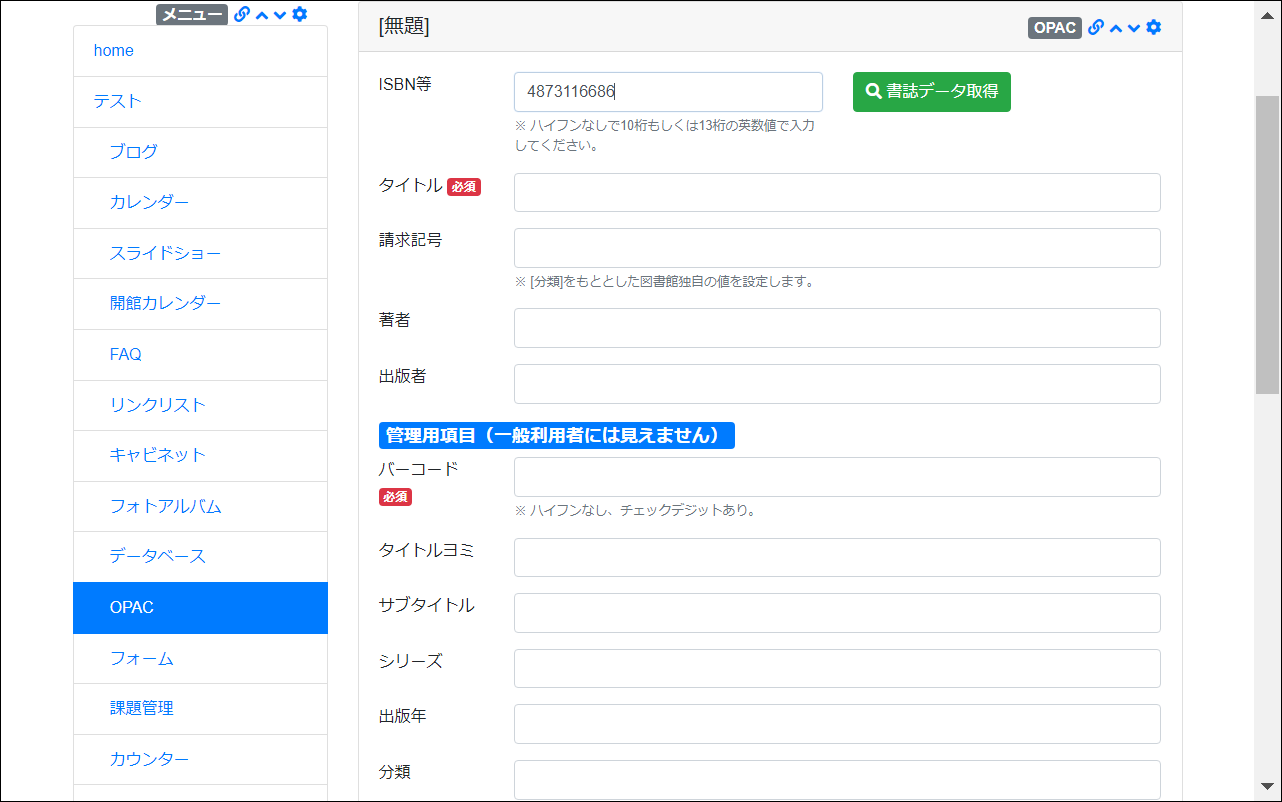 メニュー
home
テスト
ブログ
カレンダー
スライドショー
開館カレンダー
FAQ
リンクリスト
キャビネット
フォトアルバム
データベース
OPAC
フォーム
課題管理
カウンター
[無題]
OPAC
ISBN等
4873116686
書誌データ取得
※ ハイフンなしで10桁もしくは13桁の英数値で入力
してください。
タイトル 必須
請求記号
※ [分類]をもととした図書館独自の値を設定します。
著者
出版者
管理用項目（一般利用者には見えません）
バーコード
必須
※ ハイフンなし、チェックデジットあり。
タイトルヨミ
サブタイトル
シリーズ
出版年
分類